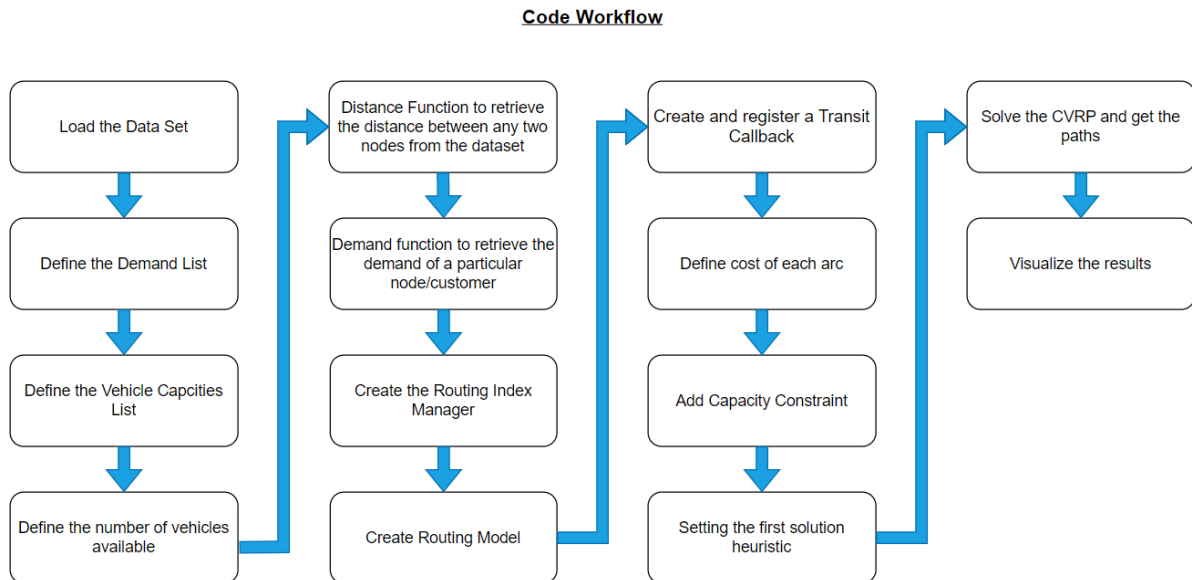 Code Workflow
Load the Data Set
Define the Demand List
Define the Vehicle Capcities
List
Define the number of vehicles
available
Distance Function to retrieve
the distance between any two
nodes from the dataset
Demand function to retrieve the
demand of a particular
node/customer
Create the Routing Index
Manager
Create Routing Model
Create and register a Transit
Callback
Define cost of each arc
Add Capacity Constraint
Setting the first solution
heuristic
Solve the CVRP and get the
paths
Visualize the results